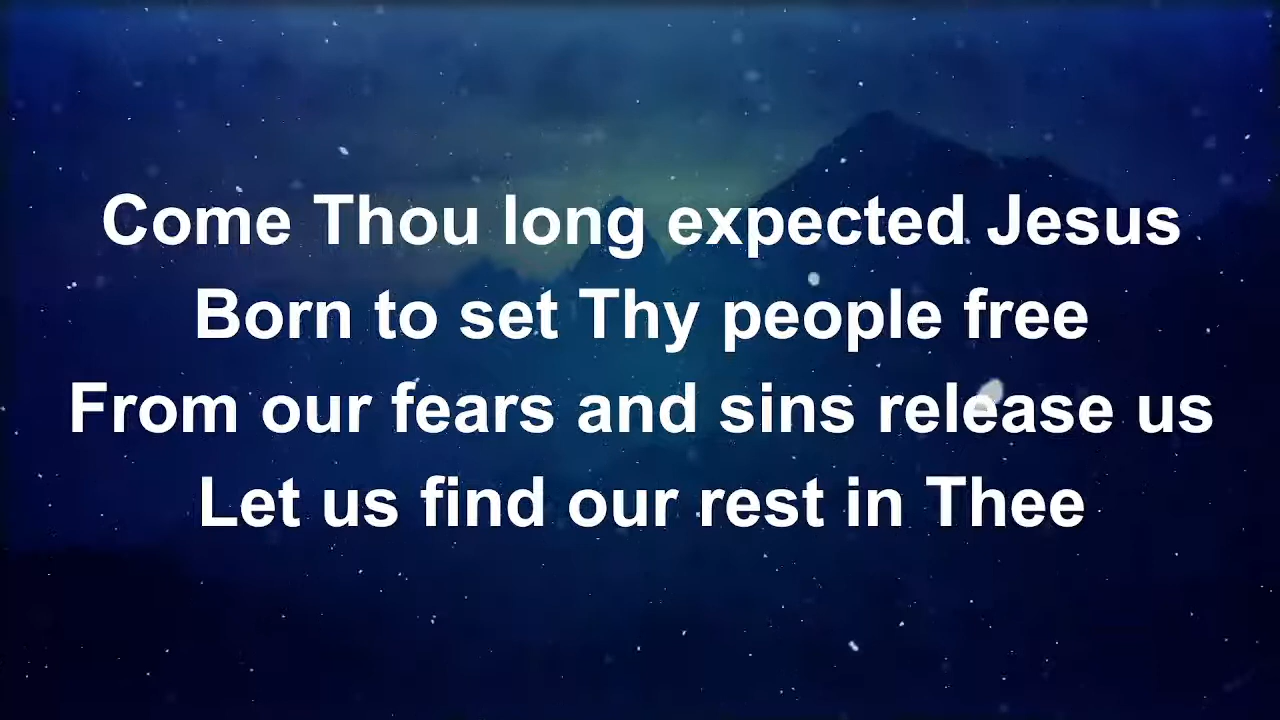 Come Thou long expected Jesus
Born to set Thy people free
From our fears and sins release us
Let us find our rest in Thee